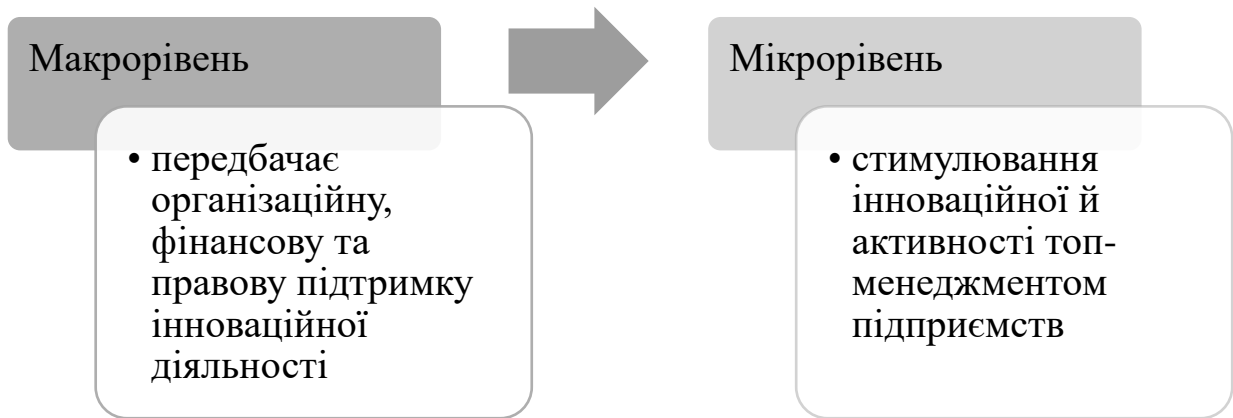 Макрорівень
• передбачає
організаційну,
фінансову та
правову підтримку
інноваційної
діяльності
Мікрорівень
• стимулювання
інноваційної й
активності топ-
менеджментом
підприємств